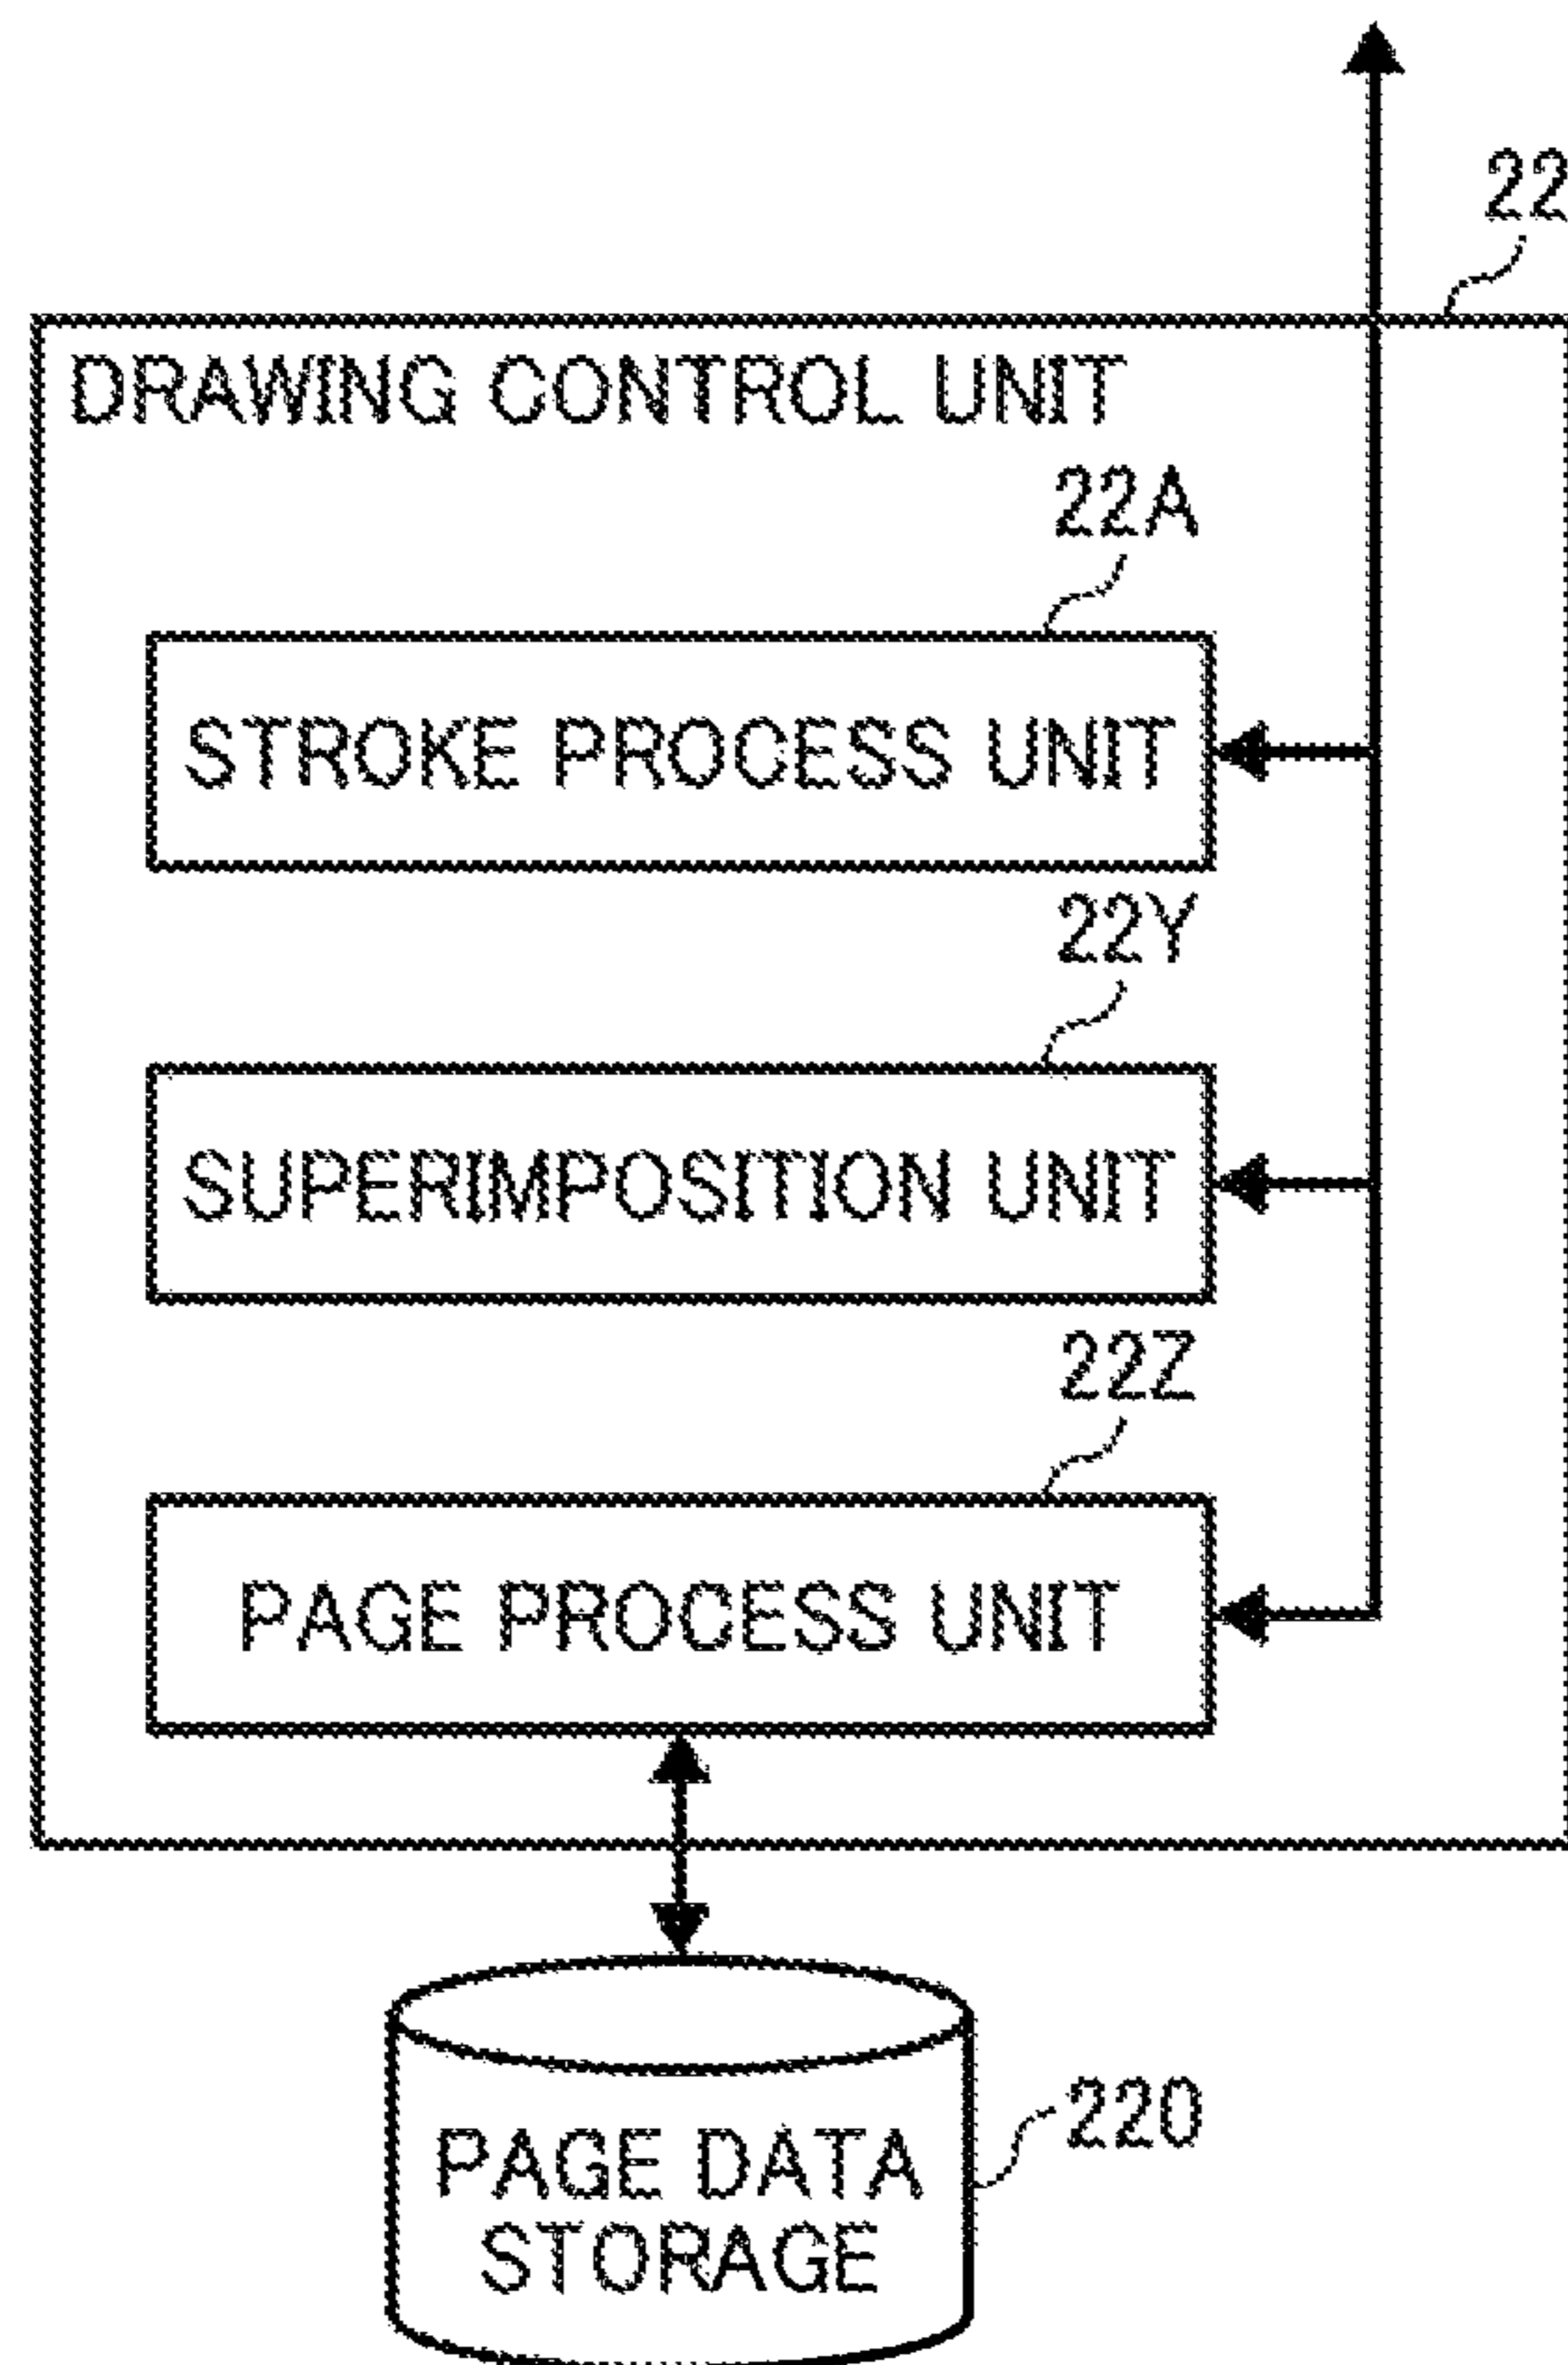 22
DRAWING CONTROL UNIT
22A
STROKE PROCESS UNIT
22Y
SUPERIMPOSITION UNIT
22Z
PAGE PROCESS UNIT
220
PAGE DATA
STORAGE